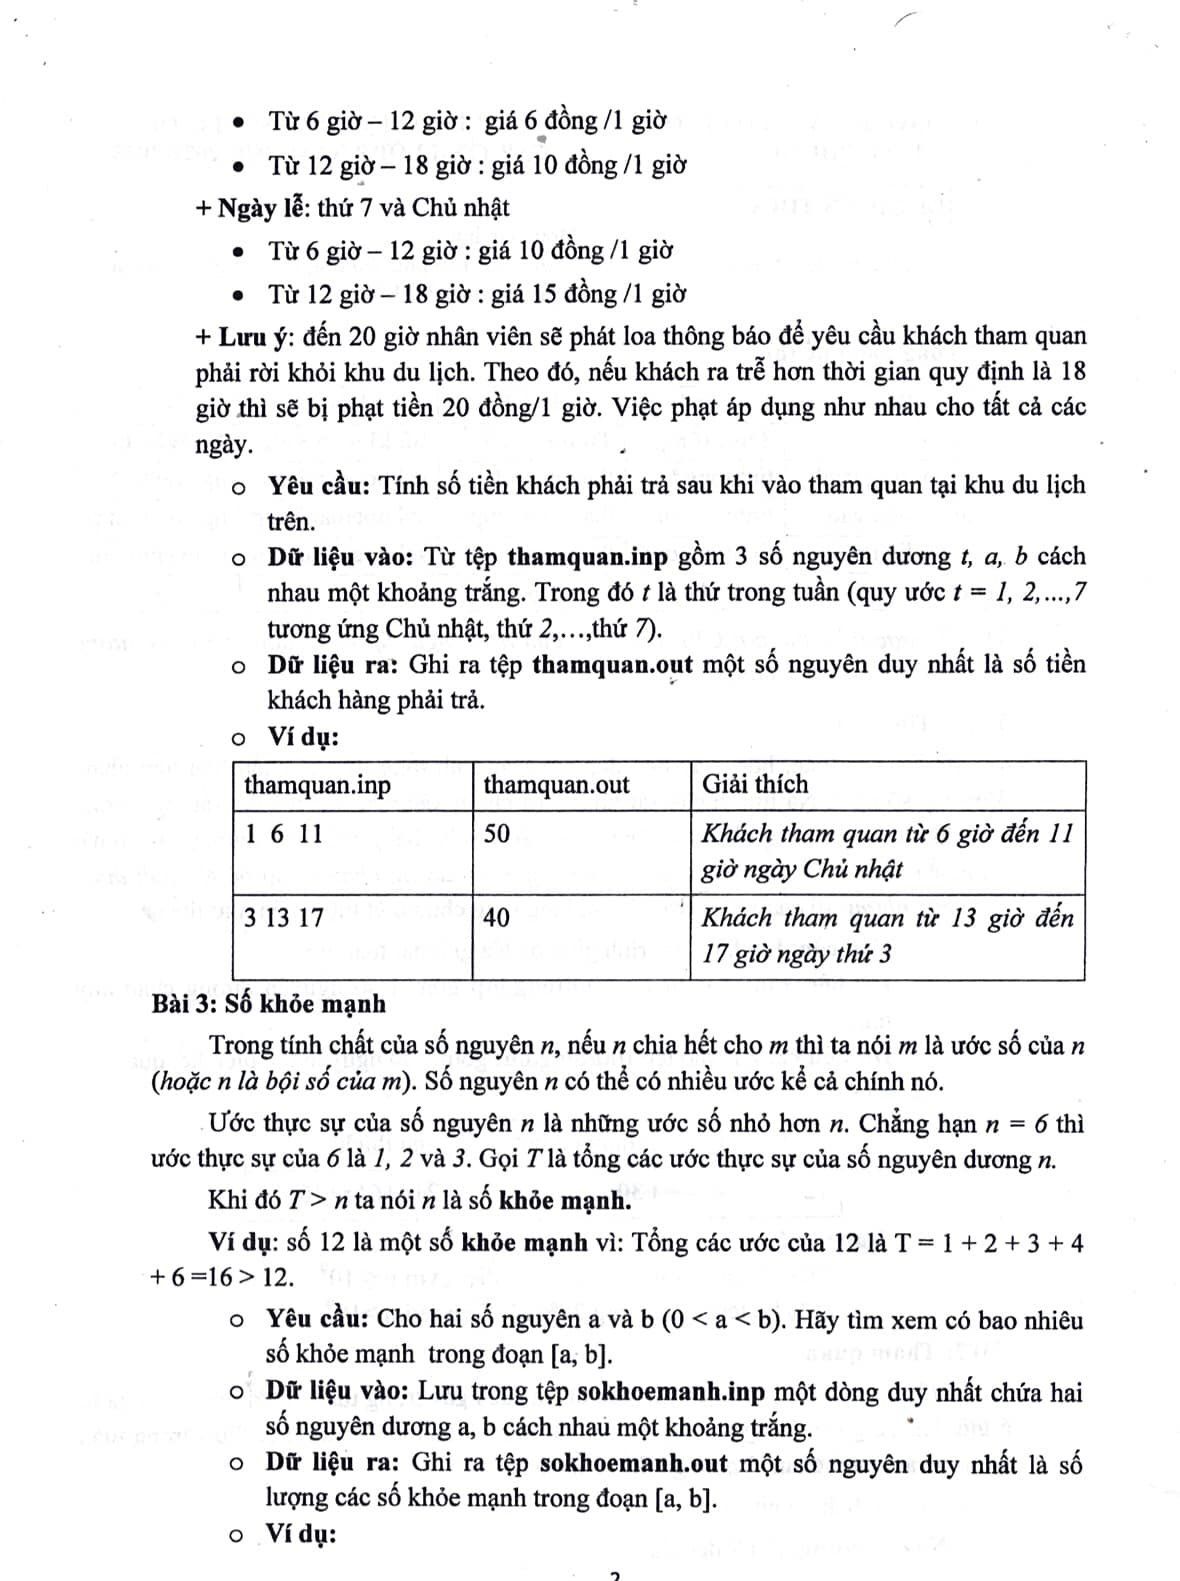 • Từ 6 giờ – 12 giờ : giá 6 đồng /1 giờ
• Từ 12 giờ – 18 giờ : giá 10 đồng /1 giờ
+ Ngày lễ: thứ 7 và Chủ nhật
• Từ 6 giờ – 12 giờ : giá 10 đồng /1 giờ
• Từ 12 giờ – 18 giờ : giá 15 đồng /1 giờ
+ Lưu ý: đến 20 giờ nhân viên sẽ phát loa thông báo để yêu cầu khách tham quan
phải rời khỏi khu du lịch. Theo đó, nếu khách ra trễ hơn thời gian quy định là 18
giờ thì sẽ bị phạt tiền 20 đồng/1 giờ. Việc phạt áp dụng như nhau cho tất cả các
ngày.
o Yêu cầu: Tính số tiền khách phải trả sau khi vào tham quan tại khu du lịch
trên.
o Dữ liệu vào: Từ tệp thamquan.inp gồm 3 số nguyên dương t, a, b cách
nhau một khoảng trắng. Trong đó t là thứ trong tuần (quy ước t = 1, 2,...,7
tương ứng Chủ nhật, thứ 2,…,thứ 7).
o Dữ liệu ra: Ghi ra tệp thamquan.out một số nguyên duy nhất là số tiền
khách hàng phải trả.
o Ví dụ:
thamquan.inp thamquan.out Giải thích
1 6 11 50 Khách tham quan từ 6 giờ đến 11
giờ ngày Chủ nhật
3 13 17 40 Khách tham quan từ 13 giờ đến
17 giờ ngày thứ 3
Bài 3: Số khỏe mạnh
Trong tính chất của số nguyên n, nếu n chia hết cho m thì ta nói m là ước số của n
(hoặc n là bội số của m). Số nguyên n có thể có nhiều ước kể cả chính nó.
Ước thực sự của số nguyên n là những ước số nhỏ hơn n. Chẳng hạn n = 6 thì
ước thực sự của 6 là 1, 2 và 3. Gọi T là tổng các ước thực sự của số nguyên dương n.
Khi đó T > n ta nói n là số khỏe mạnh.
Ví dụ: số 12 là một số khỏe mạnh vì: Tổng các ước của 12 là T = 1 + 2 + 3 + 4
+ 6 =16 > 12.
o Yêu cầu: Cho hai số nguyên a và b (0 < a < b). Hãy tìm xem có bao nhiêu
số khỏe mạnh trong đoạn [a, b].
o Dữ liệu vào: Lưu trong tệp sokhoemanh.inp một dòng duy nhất chứa hai
số nguyên dương a, b cách nhau một khoảng trắng.
o Dữ liệu ra: Ghi ra tệp sokhoemanh.out một số nguyên duy nhất là số
lượng các số khỏe mạnh trong đoạn [a, b].
o Ví dụ:
2